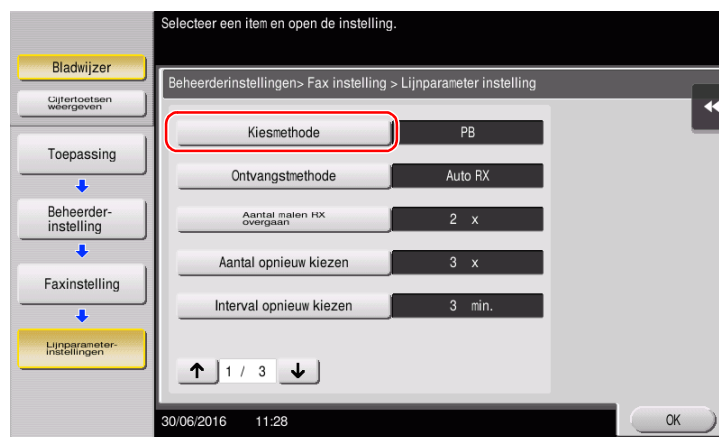 Selecteer een item en open de instelling.
Bladwijzer
Cijfertoetsen
weergeven
Toepassing
Beheerder-
instelling
Faxinstelling
Lijnparameter-
instellingen
Beheerderinstellingen> Fax instelling > Lijnparameter instelling
Kiesmethode PB
Ontvangstmethode Auto RX
Aantal malen RX
overgaan
2 x
Aantal opnieuw kiezen 3 x
Interval opnieuw kiezen 3 min.
1 / 3
30/06/2016 11:28
OK